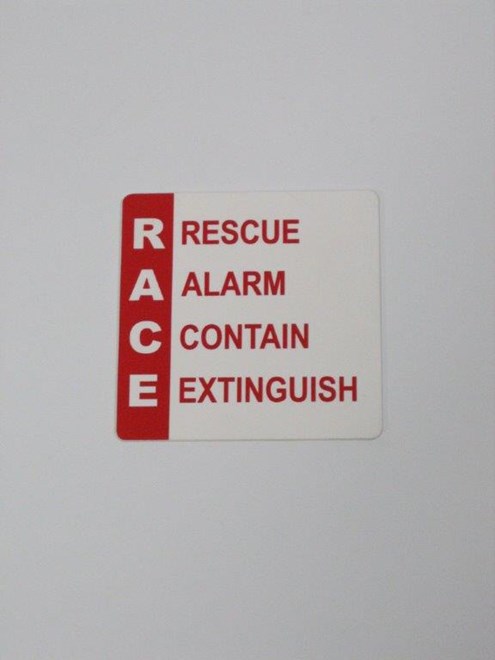 R RESCUE
A ALARM
C CONTAIN
E EXTINGUISH